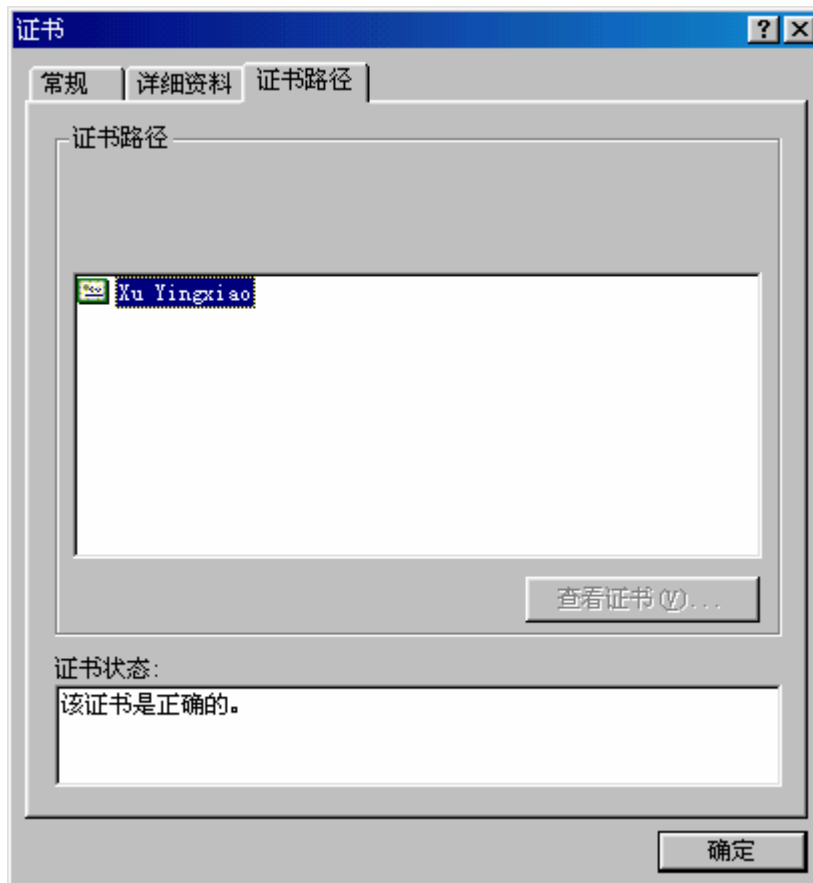 证书
常规 详细资料 证书路径
证书路径
Xu Yingxiao
查看证书(V)...
证书状态:
该证书是正确的。
确定